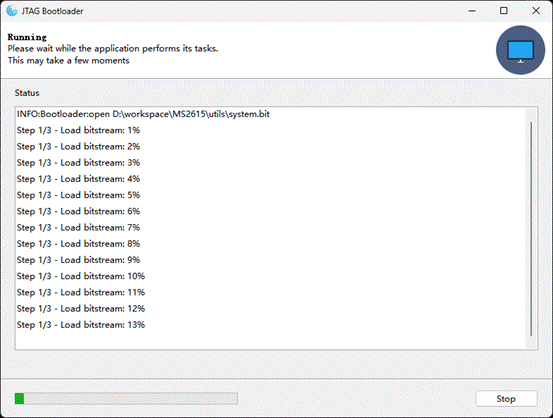 JTAG Bootloader
Running
Please wait while the application performs its tasks.
This may take a few moments
Status
INFO:Bootloader:open D:\workspace\MS2615\utils\system.bit
Step 1/3 - Load bitstream: 1%
Step 1/3 - Load bitstream: 2%
Step 1/3 - Load bitstream: 3%
Step 1/3 - Load bitstream: 4%
Step 1/3 - Load bitstream: 5%
Step 1/3 - Load bitstream: 6%
Step 1/3 - Load bitstream: 7%
Step 1/3 - Load bitstream: 8%
Step 1/3 - Load bitstream: 9%
Step 1/3 - Load bitstream: 10%
Step 1/3 - Load bitstream: 11%
Step 1/3 - Load bitstream: 12%
Step 1/3 - Load bitstream: 13%
Stop